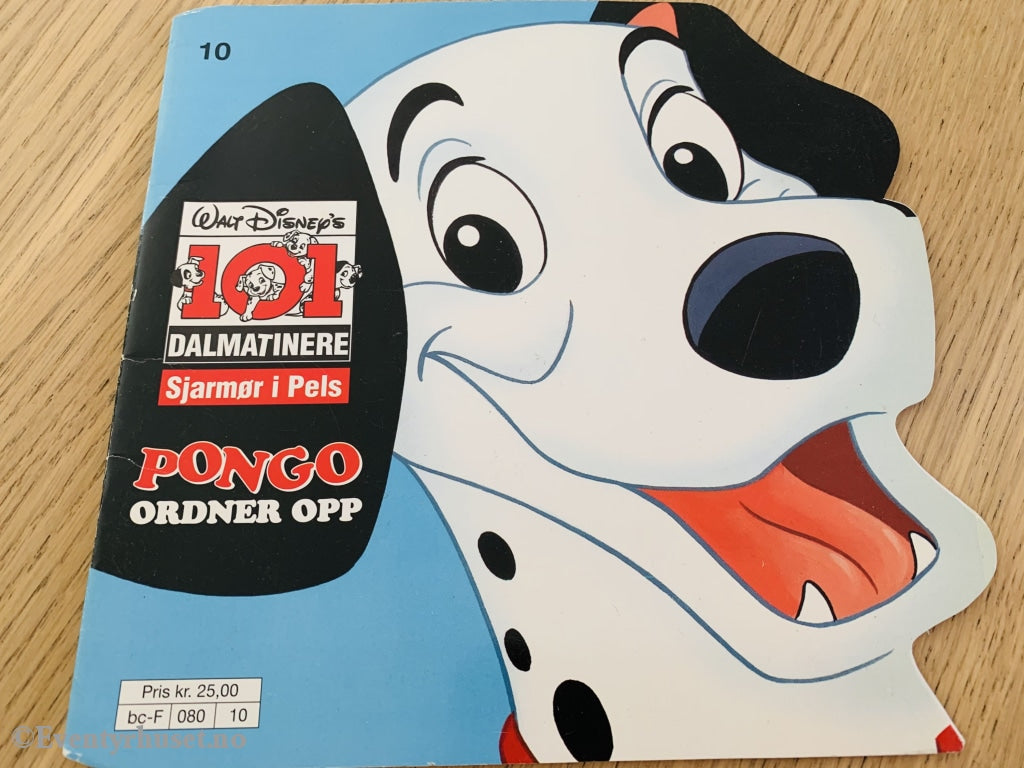 10
WALT DISNEY'S
101
DALMATINERE
Sjarmør i Pels
PONGO
ORDNER OPP
Pris kr. 25,00
bc-F 080 10
©Eventyrhuset.no